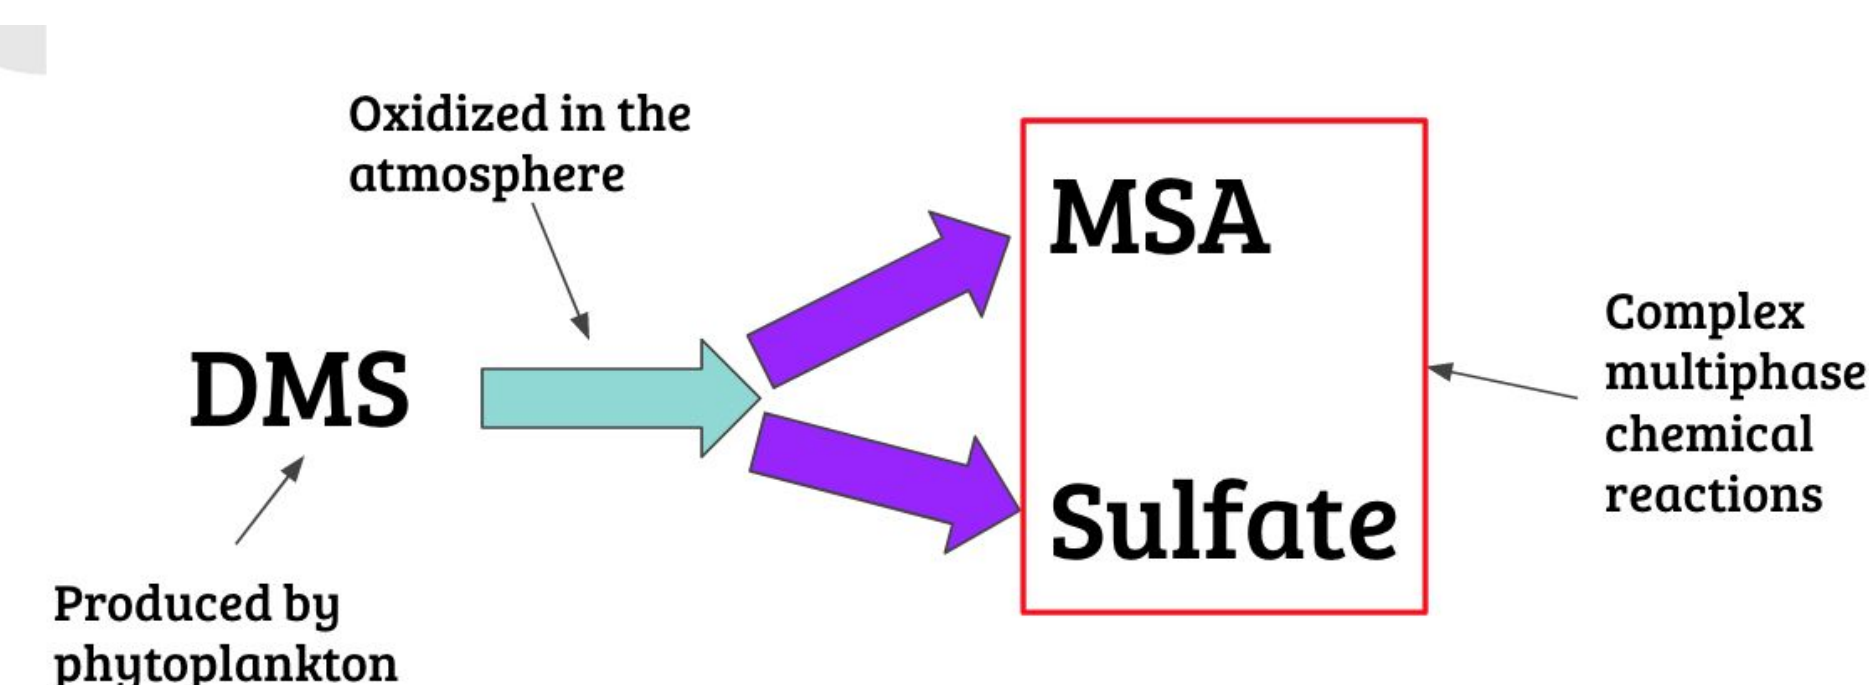 Oxidized in the
atmosphere
MSA
DMS
Complex
multiphase
chemical
reactions
Sulfate
Produced by
phytoplankton